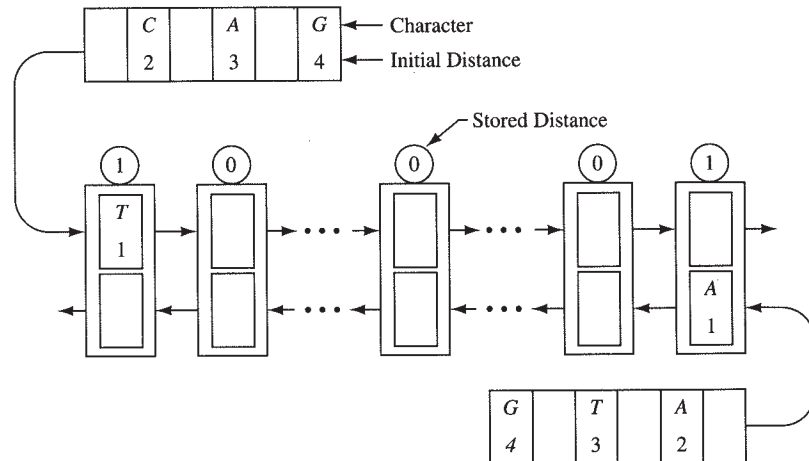 C A G Character
2 3 4 Initial Distance
Stored Distance
1 0 0 0 1
T
1
A
1
G T A
4 3 2